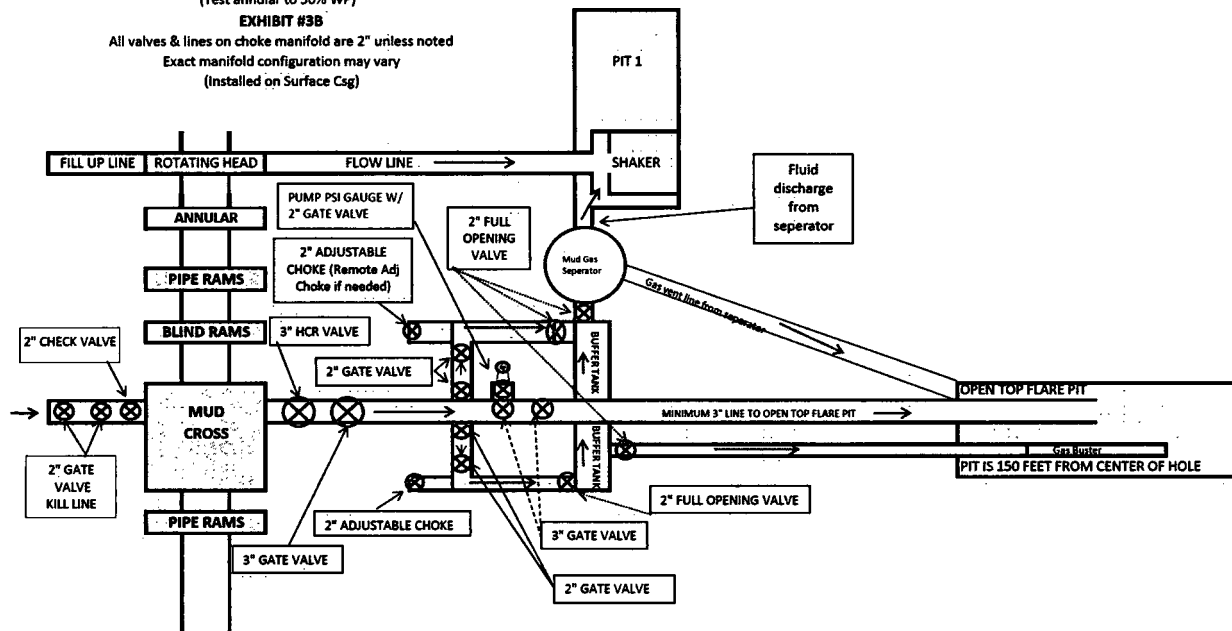 (Test annular to 50% WP)
EXHIBIT #3B
All valves & lines on choke manifold are 2" unless noted
Exact manifold configuration may vary
(Installed on Surface Csg)
PIT 1
FILL UP LINE
ROTATING HEAD
FLOW LINE
SHAKER
Fluid
discharge
from
seperator
PUMP PSI GAUGE W/
2" GATE VALVE
ANNULAR
2" FULL
OPENING
VALVE
2" ADJUSTABLE
CHOKE (Remote Adj
Choke if needed)
Mud Gas
Seperator
PIPE RAMS
Gas vent line from separator
BLIND RAMS
3" HCR VALVE
2" CHECK VALVE
2" GATE VALVE
BUFFER TANK
OPEN TOP FLARE PIT
MUD
CROSS
MINIMUM 3" LINE TO OPEN TOP FLARE PIT
BUFFER TANK
Gas Buster
PIT IS 150 FEET FROM CENTER OF HOLE
2" GATE
VALVE
KILL LINE
2" FULL OPENING VALVE
PIPE RAMS
2" ADJUSTABLE CHOKE
3" GATE VALVE
3" GATE VALVE
2" GATE VALVE